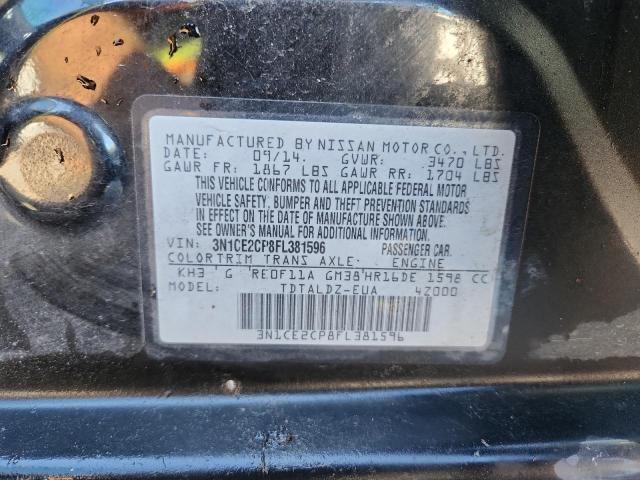 MANUFACTURED BY NISSAN MOTOR CO., LTD.
DATE: 09/14. GVWR: 3470 LBS
GAWR FR: 1867 LBS GAWR RR: 1704 LBS
THIS VEHICLE CONFORMS TO ALL APPLICABLE FEDERAL MOTOR
VEHICLE SAFETY, BUMPER AND THEFT PREVENTION STANDARDS
IN EFFECT ON THE DATE OF MANUFACTURE SHOWN ABOVE.
SEE OWNER'S MANUAL FOR ADDITIONAL INFORMATION.
VIN: 3N1CE2CP8FL381596 PASSENGER CAR.
COLOR TRIM TRANS AXLE: ENGINE
KH3 G RE0F11A GM38 HR16DE 1598 CC
MODEL: TDTALDZ-EUA 42000
3N1CE2CP8FL381596